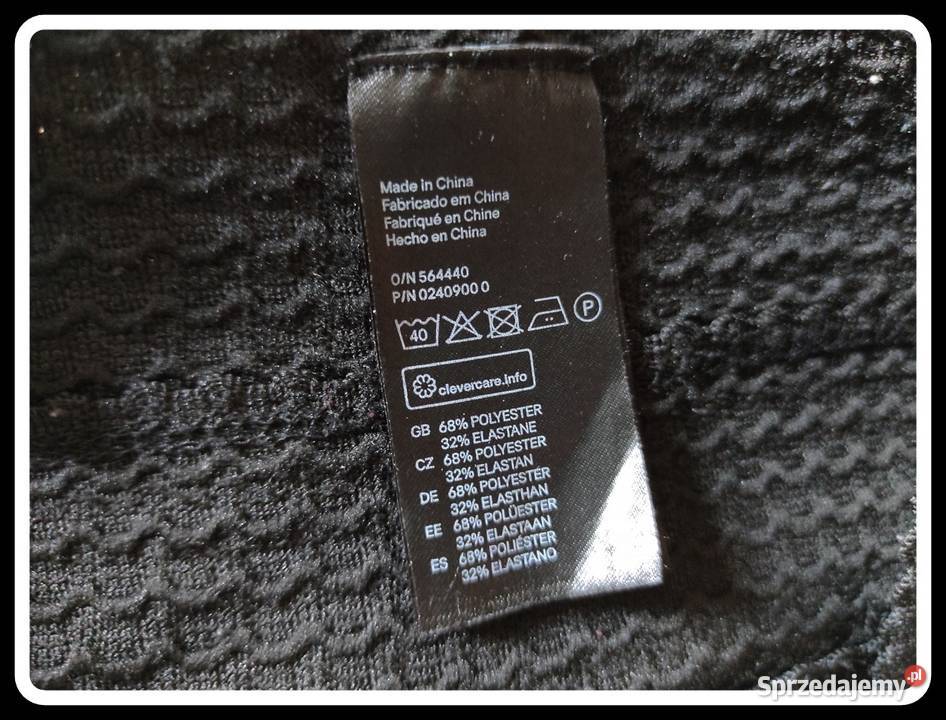 Made in China
Fabricado em China
Fabriqué en Chine
Hecho en China
O/N 564440
P/N 0240900 0
40
P
clevercare.info
GB 68% POLYESTER
32% ELASTANE
CZ 68% POLYESTER
32% ELASTAN
DE 68% POLYESTER
32% ELASTHAN
EE 68% POLÜESTER
32% ELASTAAN
ES 68% POLIÉSTER
32% ELASTANO
Sprzedajemy.pl